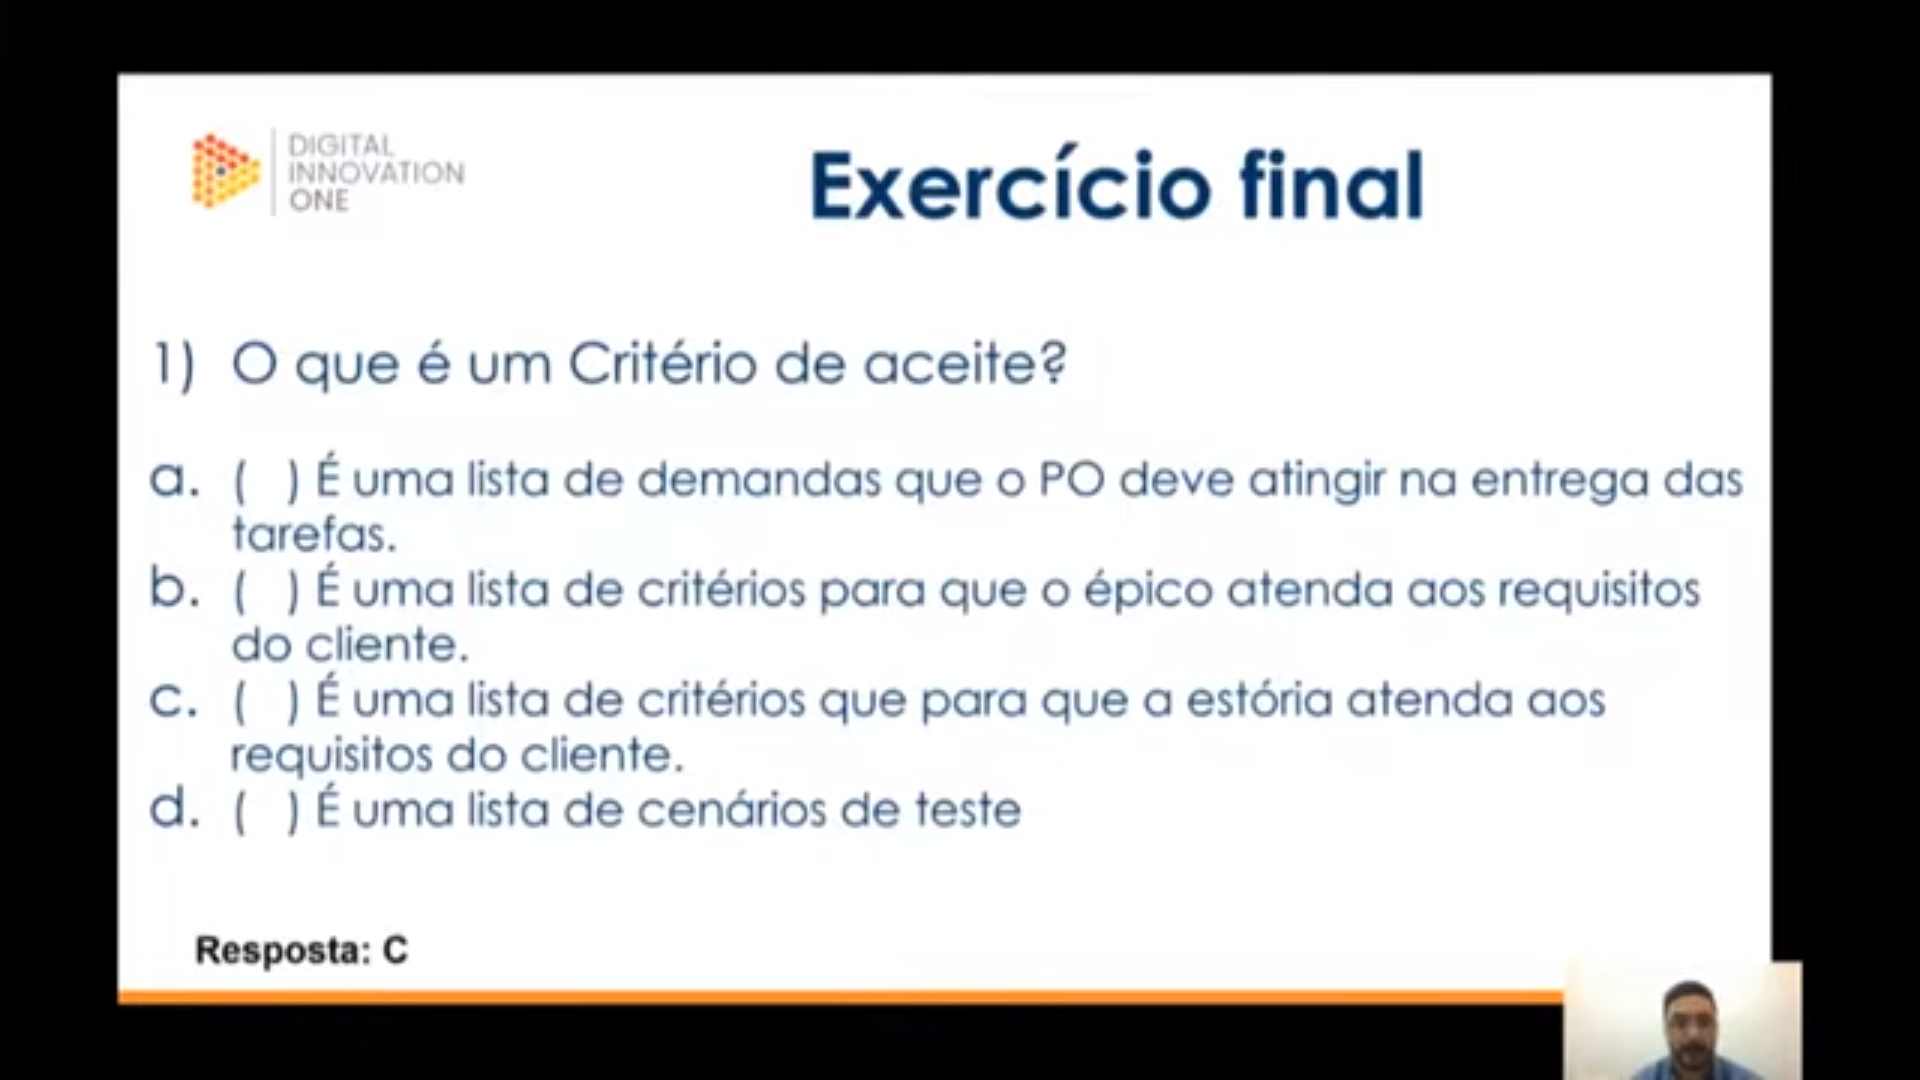 DIGITAL
INNOVATION
ONE
Exercício final
1) O que é um Critério de aceite?
a. ( ) É uma lista de demandas que o PO deve atingir na entrega das
tarefas.
b. ( ) É uma lista de critérios para que o épico atenda aos requisitos
do cliente.
c. ( ) É uma lista de critérios que para que a estória atenda aos
requisitos do cliente.
d. ( ) É uma lista de cenários de teste
Resposta: C